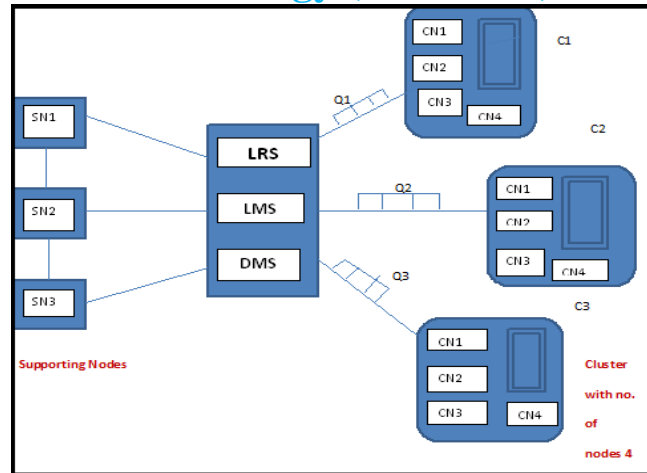 SN1
SN2
SN3
Supporting Nodes
LRS
LMS
DMS
Q1
Q2
Q3
CN1
CN2
CN3
CN4
C1
C2
CN1
CN2
CN3
CN4
C3
CN1
CN2
CN3
CN4
Cluster
with no.
of
nodes 4